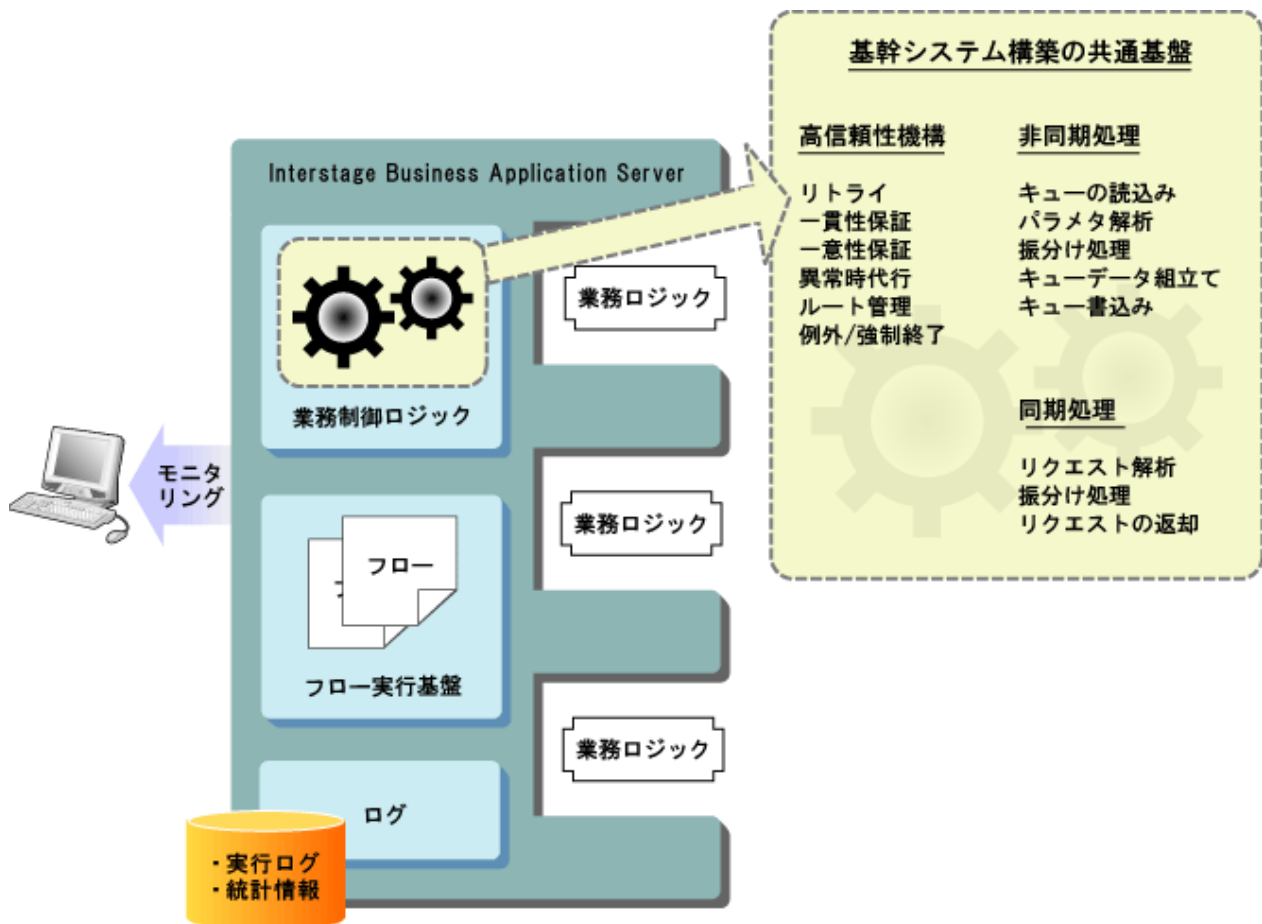 基幹システム構築の共通基盤
高信頼性機構
リトライ
一貫性保証
一意性保証
異常時代行
ルート管理
例外/強制終了
非同期処理
キューの読込み
パラメタ解析
振分け処理
キューデータ組立て
キュー書込み
同期処理
リクエスト解析
振分け処理
リクエストの返却
Interstage Business Application Server
業務制御ロジック
業務ロジック
モニタ
リング
フロー
フロー実行基盤
業務ロジック
業務ロジック
ログ
・実行ログ
・統計情報